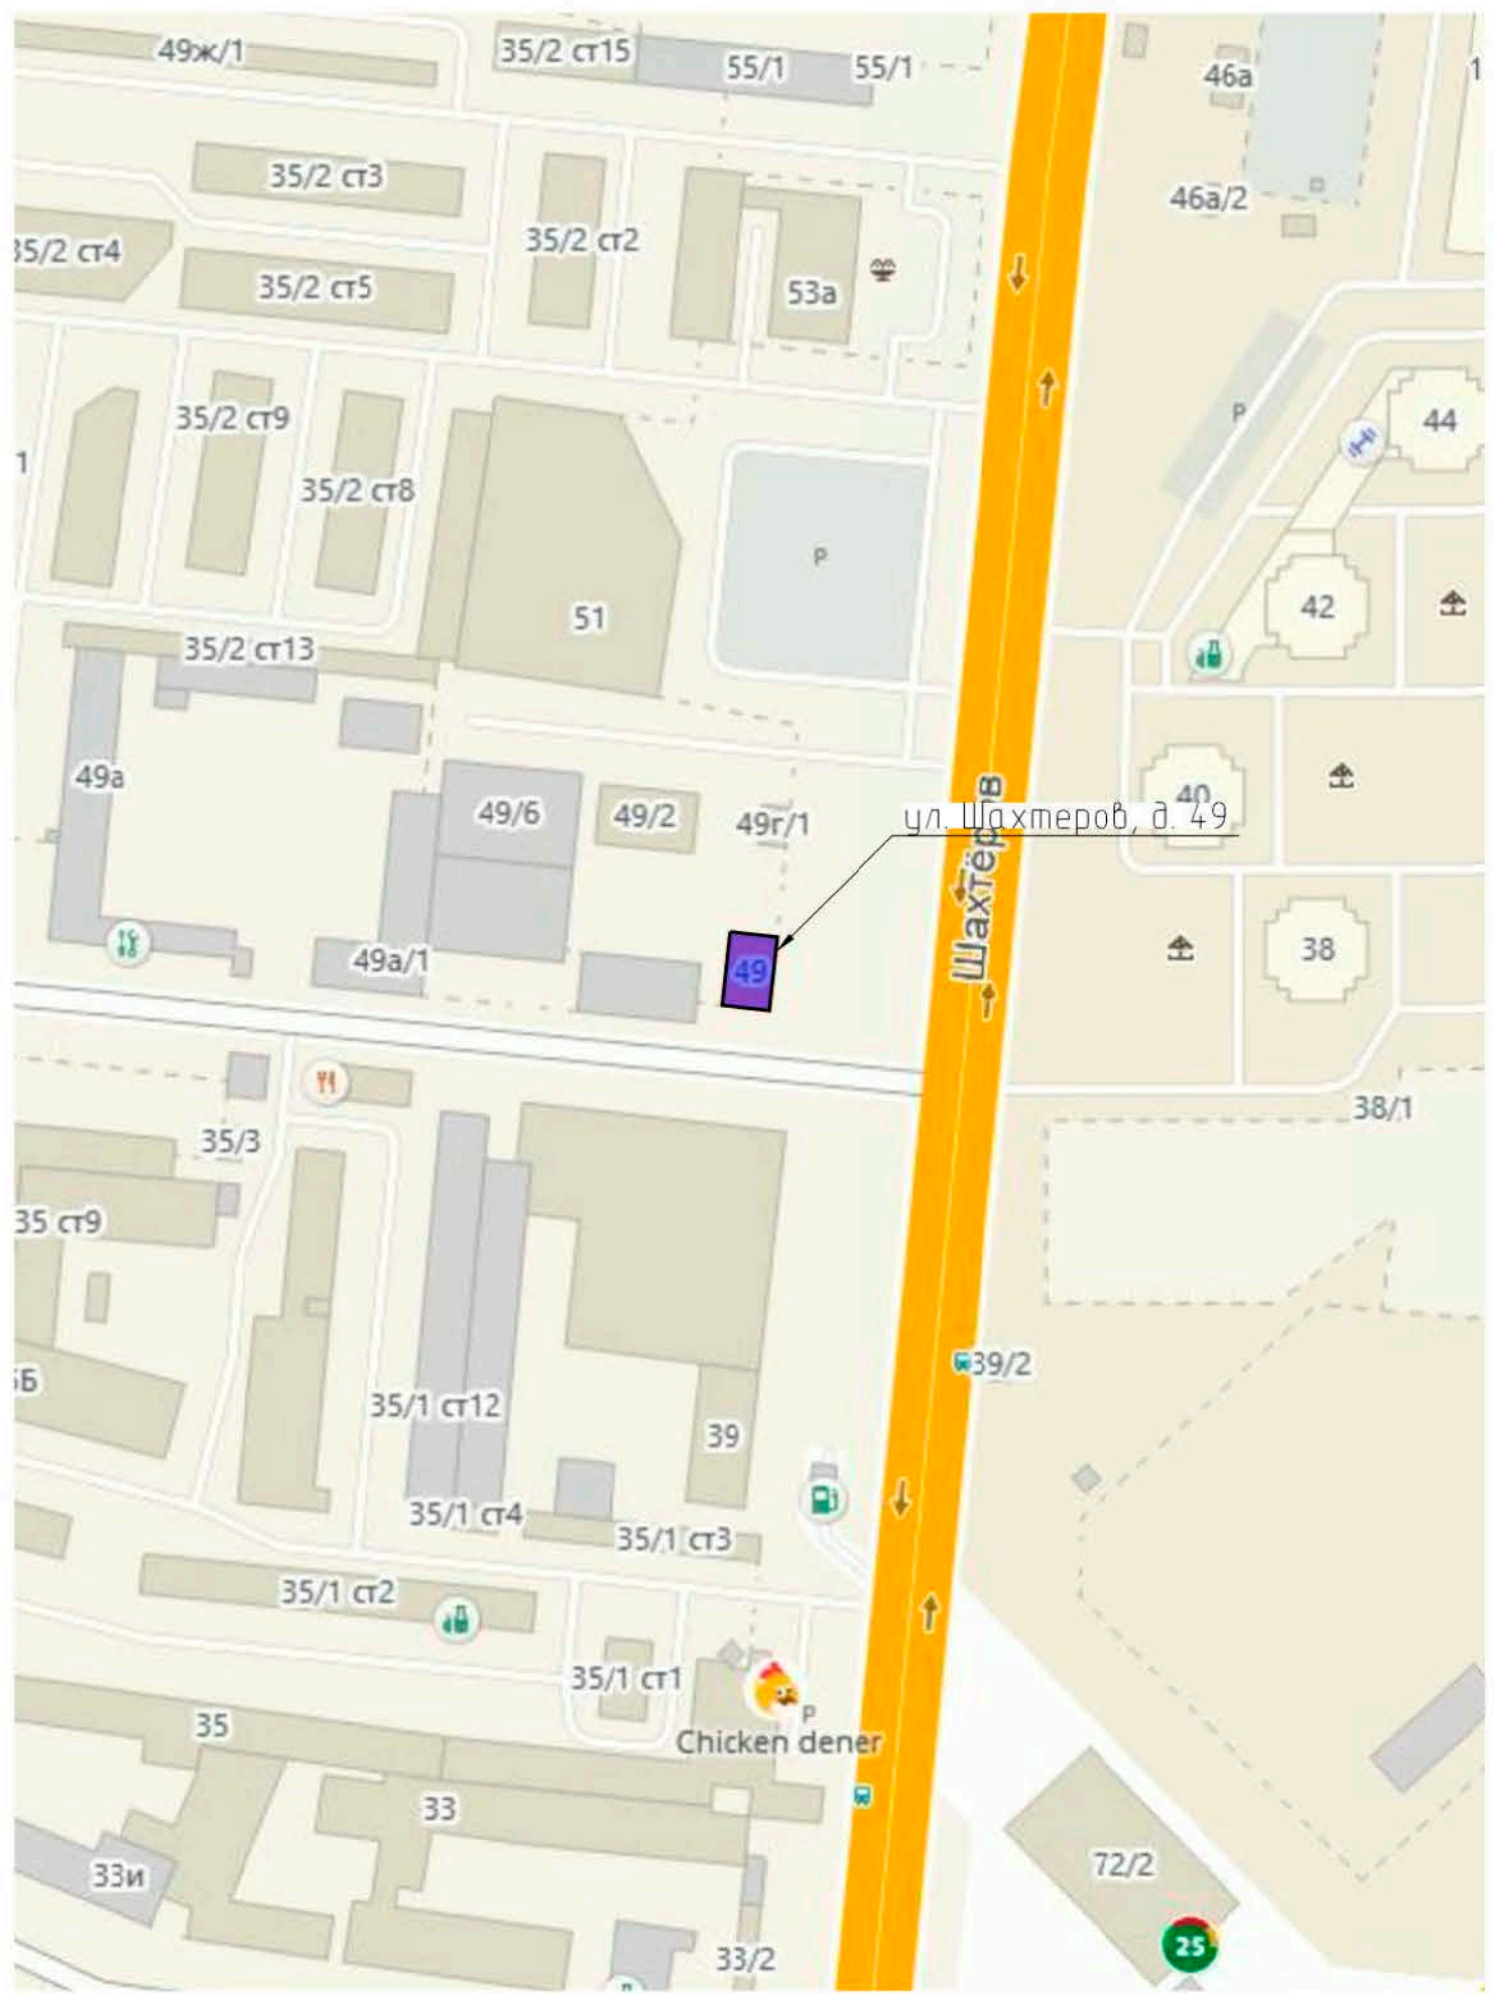 49ж/1
35/2 ст15
55/1
55/1
46а
1
35/2 ст3
46а/2
35/2 ст2
35/2 ст4
35/2 ст5
53а
35/2 ст9
P
44
1
35/2 ст8
P
51
42
35/2 ст13
49а
40
49/6
49/2
49г/1
ул. Шахтеров, д. 49
Шахтёров
49а/1
49
38
38/1
35/3
35 ст9
39/2
5Б
35/1 ст12
39
35/1 ст4
35/1 ст3
35/1 ст2
35/1 ст1
P
35
Chicken dener
33
33и
72/2
25
33/2